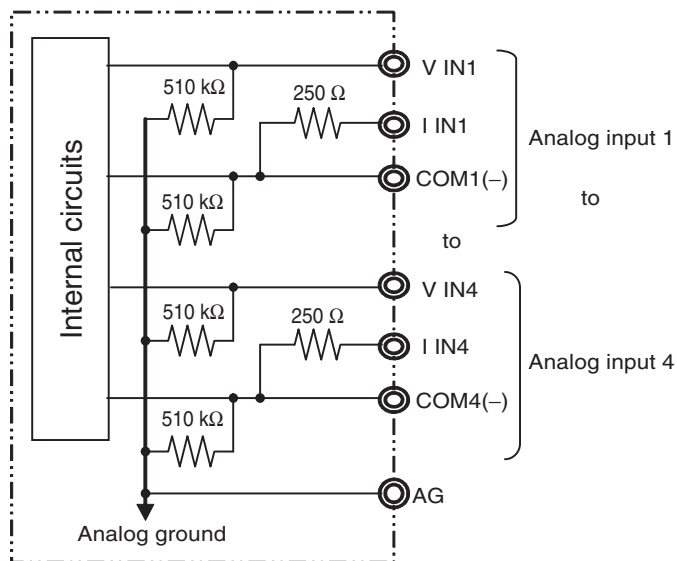 Internal circuits
510 kΩ
250 Ω
V IN1
I IN1
COM1(−)
510 kΩ
Analog input 1
to
to
510 kΩ
250 Ω
V IN4
I IN4
COM4(−)
510 kΩ
Analog input 4
AG
Analog ground